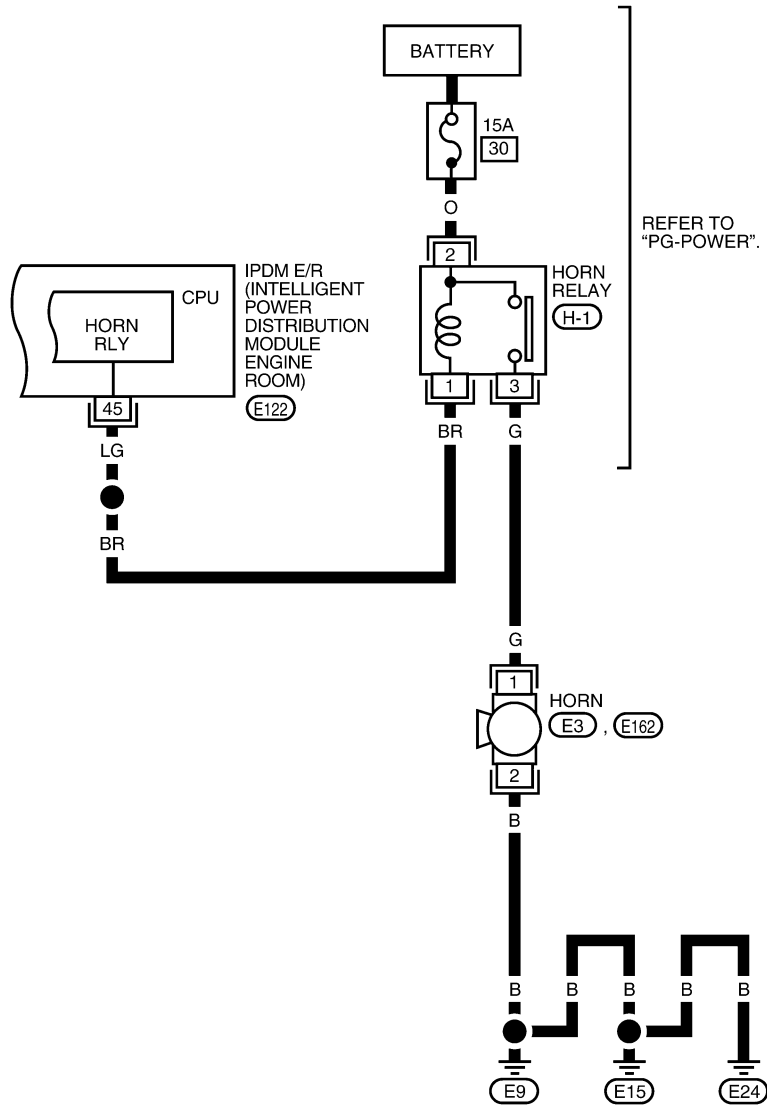 BATTERY
15A
30
O
REFER TO
“PG-POWER”.
2
HORN
RELAY
H-1
IPDM E/R
(INTELLIGENT
POWER
DISTRIBUTION
MODULE
ENGINE
ROOM)
E122
CPU
HORN
RLY
45
1
3
LG
BR
G
BR
G
1
HORN
E3 , E162
2
B
B B B B B
E9 E15 E24